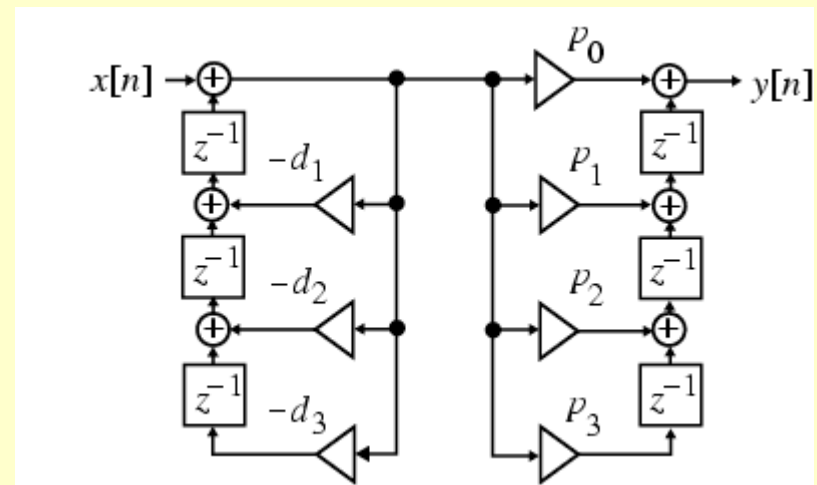 p₀
x[n] + + y[n]
z⁻¹ −d₁ p₁ z⁻¹
+ +
z⁻¹ −d₂ p₂ z⁻¹
+ +
z⁻¹ −d₃ p₃ z⁻¹